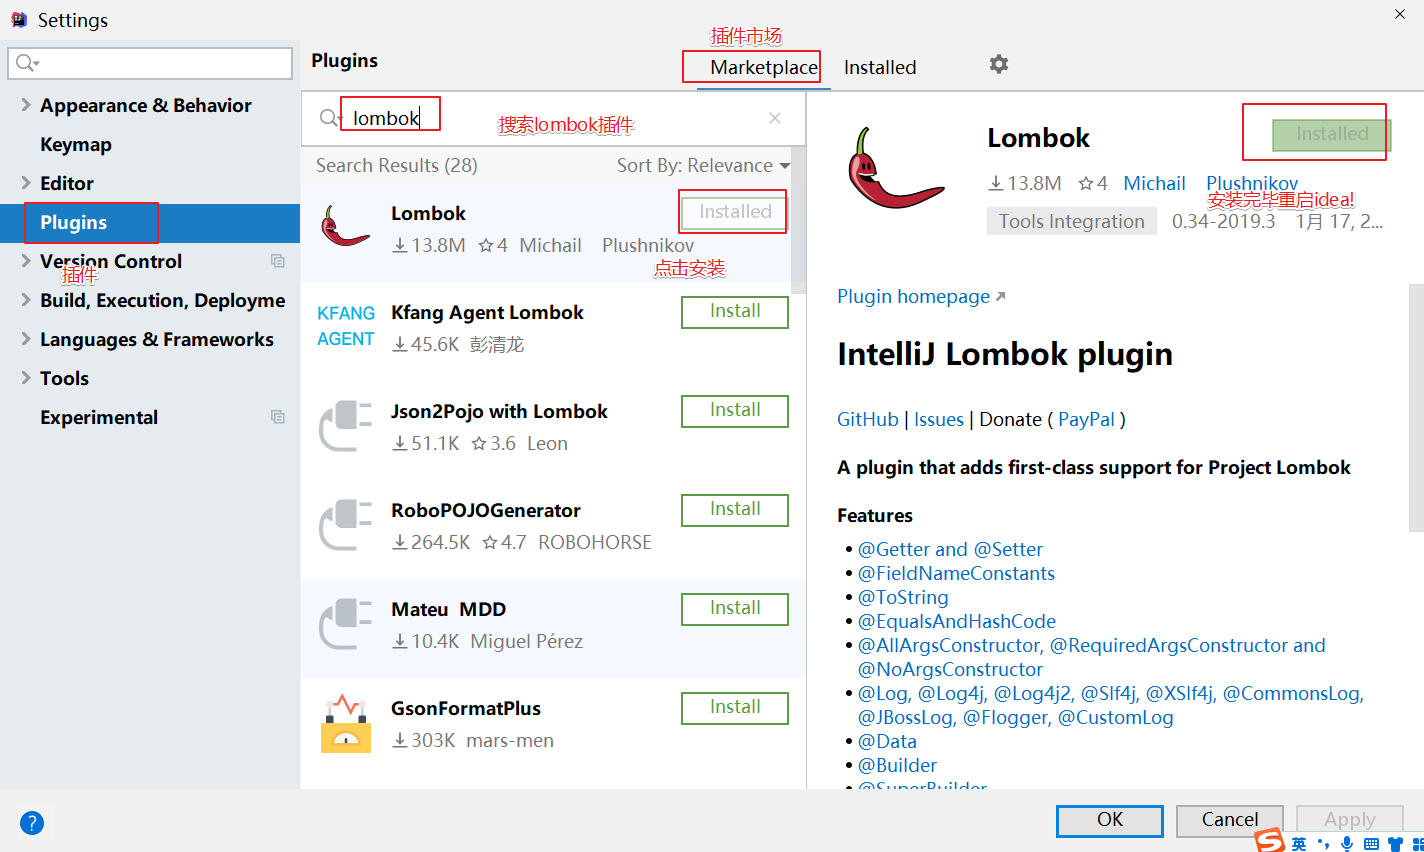 Settings
Appearance & Behavior
Keymap
Editor
Plugins
Version Control
插件
Build, Execution, Deployme
Languages & Frameworks
Tools
Experimental
Plugins
插件市场
Marketplace
Installed
lombok
搜索lombok插件
Search Results (28)
Sort By: Relevance
Lombok
Installed
13.8M 4 Michail Plushnikov
点击安装
Kfang Agent Lombok
Install
KFANG
AGENT
45.6K 彭清龙
Json2Pojo with Lombok
Install
51.1K 3.6 Leon
RoboPOJOGenerator
Install
264.5K 4.7 ROBOHORSE
Mateu MDD
Install
10.4K Miguel Pérez
GsonFormatPlus
Install
303K mars-men
Lombok
Installed
13.8M 4 Michail Plushnikov
安装完毕重启idea!
Tools Integration 0.34-2019.3 1月 17, 2...
Plugin homepage
IntelliJ Lombok plugin
GitHub | Issues | Donate ( PayPal )
A plugin that adds first-class support for Project Lombok
Features
• @Getter and @Setter
• @FieldNameConstants
• @ToString
• @EqualsAndHashCode
• @AllArgsConstructor, @RequiredArgsConstructor and
@NoArgsConstructor
• @Log, @Log4j, @Log4j2, @Slf4j, @XSlf4j, @CommonsLog,
@JBossLog, @Flogger, @CustomLog
• @Data
• @Builder
• @SuperBuilder
?
OK
Cancel
Apply
S 英